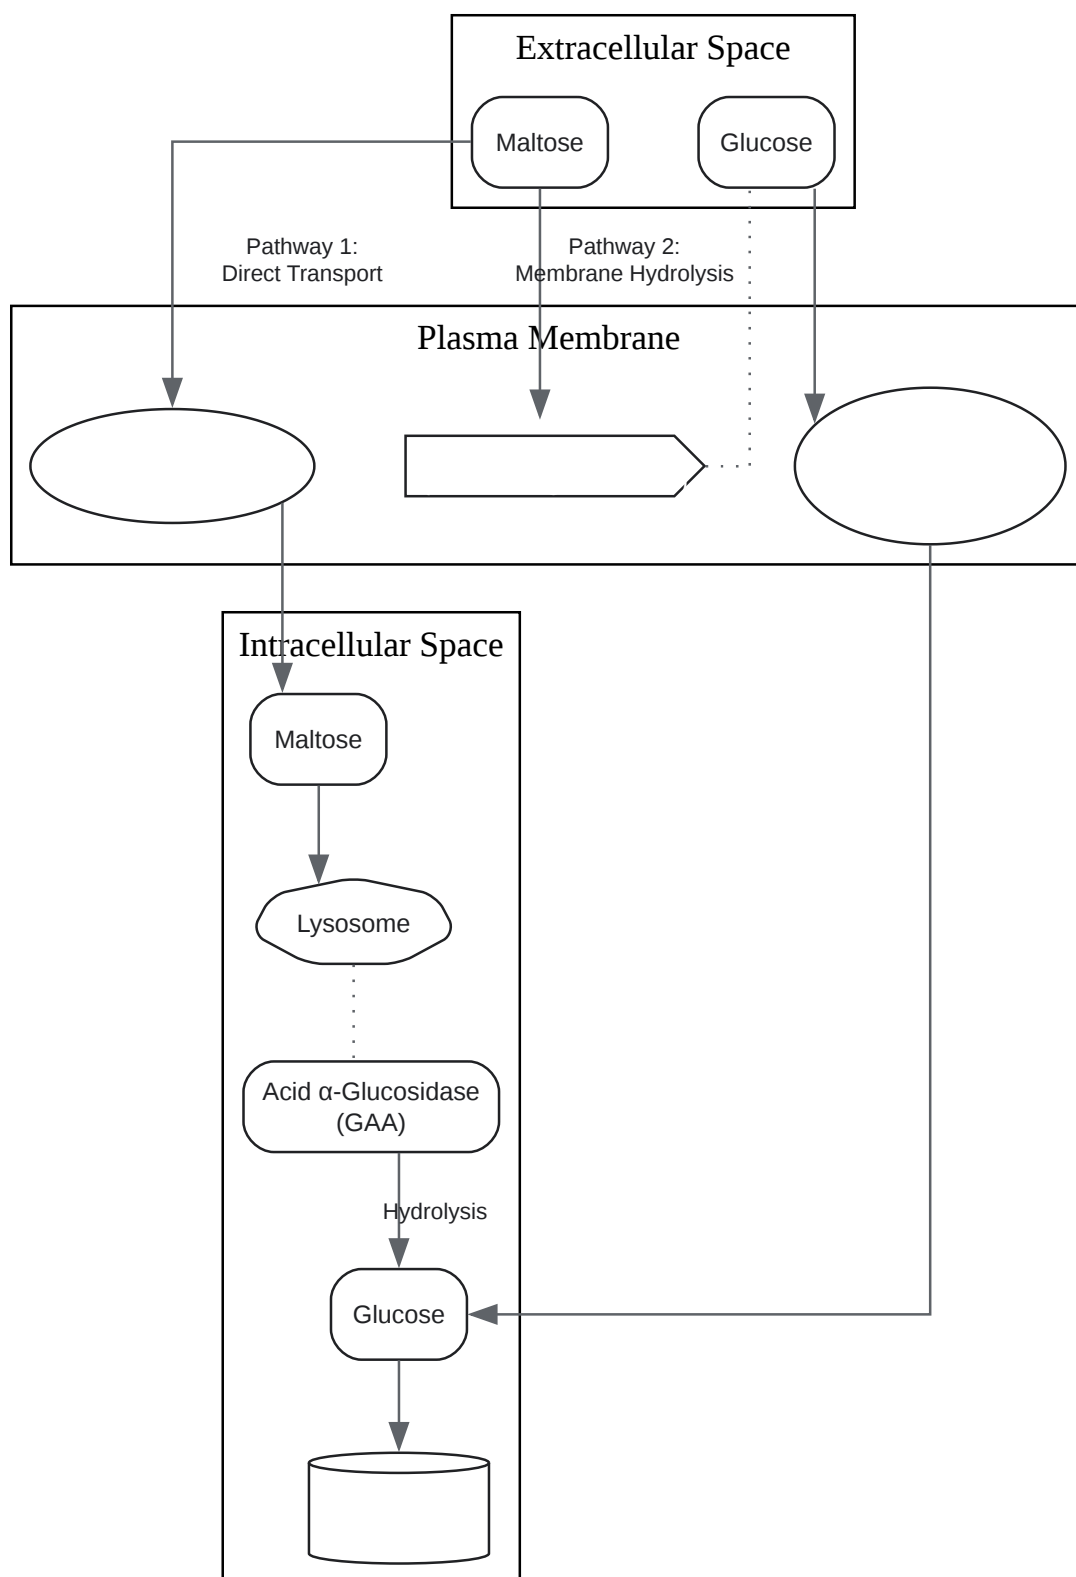 Extracellular Space
Maltose
Glucose
Pathway 1:
Direct Transport
Pathway 2:
Membrane Hydrolysis
Plasma Membrane
Intracellular Space
Maltose
Lysosome
Acid α-Glucosidase
(GAA)
Hydrolysis
Glucose